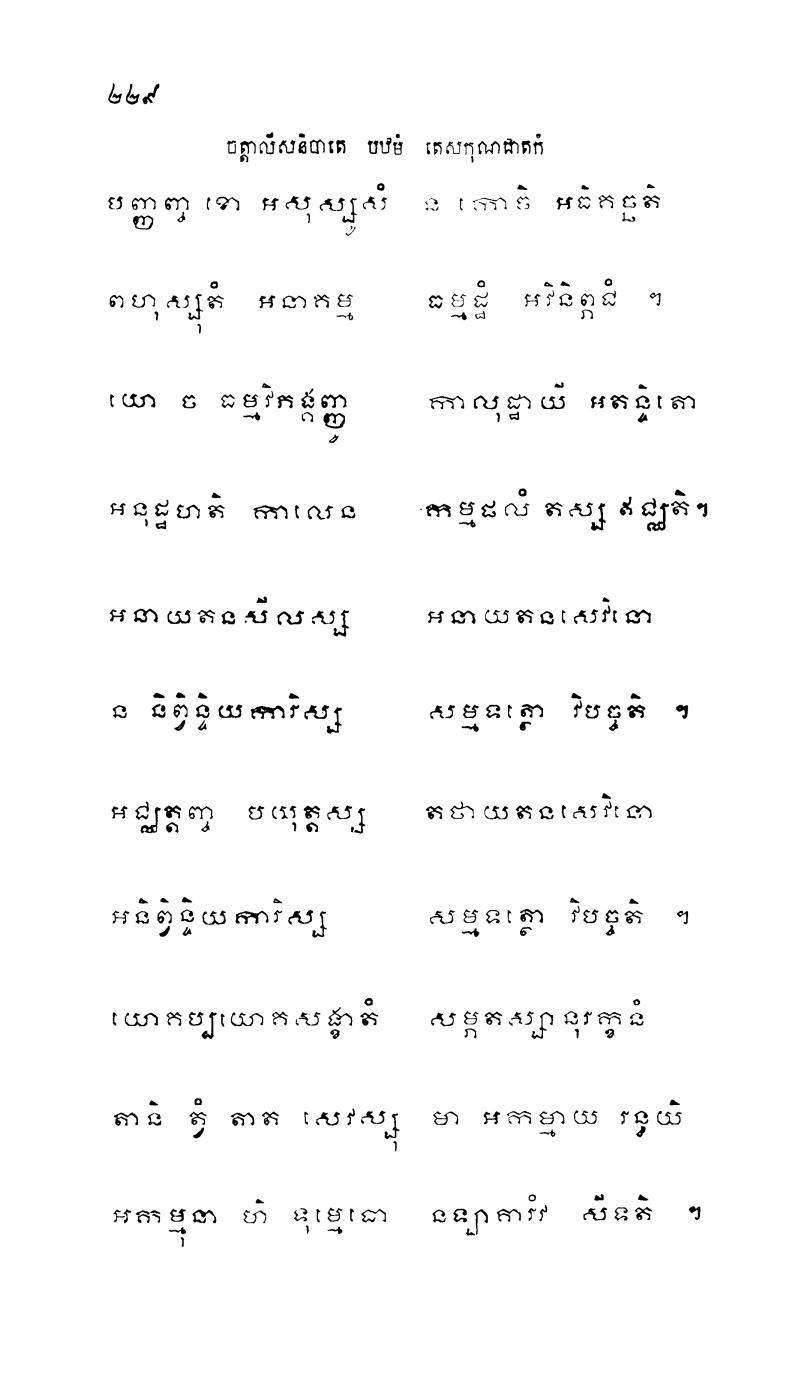 ២២៩
ចត្តាលីសនិបាតេ បឋមំ តេសកុណជាតកំ
បញ្ញញ្ច ខោ អសុស្សូសំ ន កោចិ អធិគច្ឆតិ
ពហុស្សុតំ អនាគម្ម ធម្មដ្ឋំ អវិនិព្ភជំ ។
យោ ច ធម្មវិភង្គញ្ញូ កាលុដ្ឋាយី អតន្ទិតោ
អនុដ្ឋហតិ កាលេន កម្មផលំ តស្ស ឥជ្ឈតិ។
អនាយតនសីលស្ស អនាយតនសេវិនោ
ន និព្វិន្ទិយការិស្ស សម្មទត្ថោ វិបច្ចតិ ។
អជ្ឈត្តញ្ច បយុត្តស្ស តថាយតនសេវិនោ
អនិព្វិន្ទិយការិស្ស សម្មទត្ថោ វិបច្ចតិ ។
យោគប្បយោគសង្ខាតំ សម្ភតស្សានុរក្ខនំ
តានិ ត្វំ តាត សេវស្សុ មា អកម្មាយ រន្ធយិ
អកម្មុនា ហិ ទុម្មេធោ នឡាគារំវ សីទតិ ។